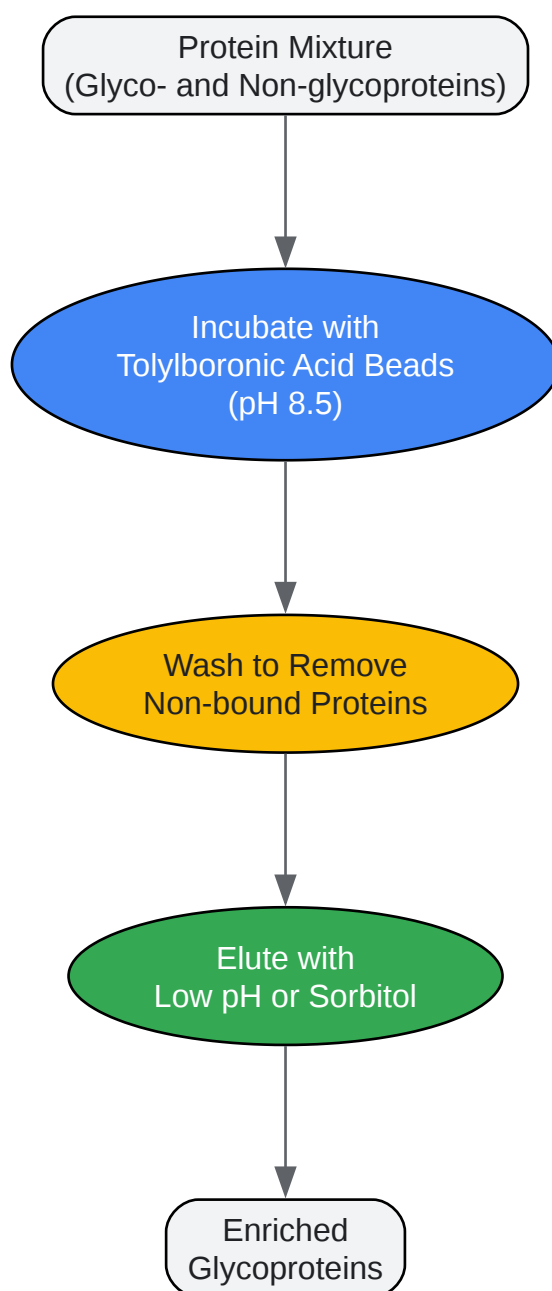 Protein Mixture
(Glyco- and Non-glycoproteins)
Incubate with
Tolylboronic Acid Beads
(pH 8.5)
Wash to Remove
Non-bound Proteins
Elute with
Low pH or Sorbitol
Enriched
Glycoproteins